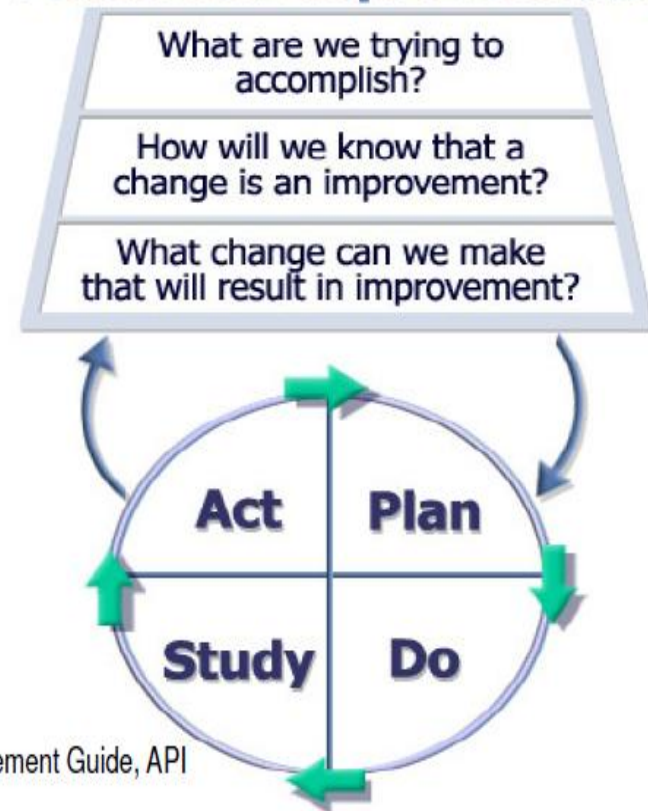 What are we trying to
accomplish?
How will we know that a
change is an improvement?
What change can we make
that will result in improvement?
Act
Plan
Study
Do
Guide, API